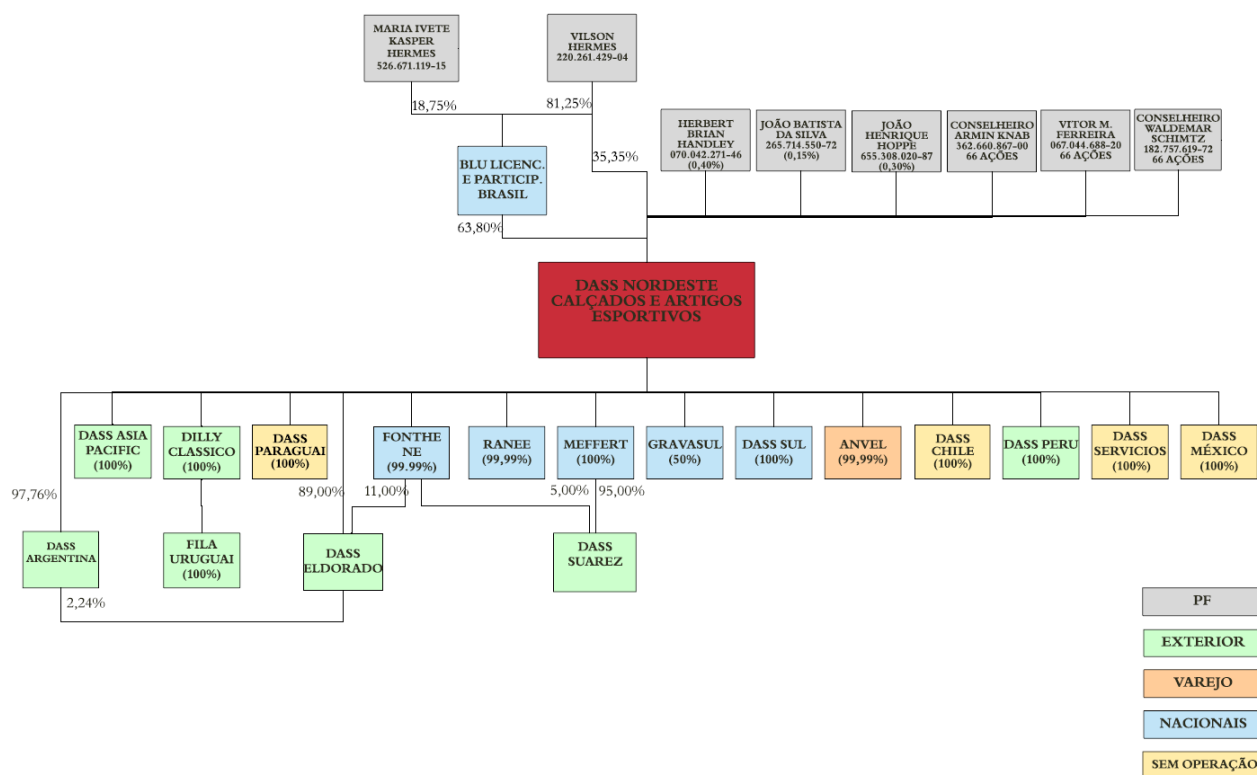 MARIA IVETE
KASPER
HERMES
526.671.119-15
VILSON
HERMES
220.261.429-04
18,75%
81,25%
HERBERT
BRIAN
HANDLEY
070.042.271-46
(0,40%)
JOÃO BATISTA
DA SILVA
265.714.550-72
(0,15%)
JOÃO
HENRIQUE
HOPPE
655.308.020-87
(0,30%)
CONSELHEIRO
ARMIN KNAB
362.660.867-00
66 AÇÕES
VITOR M.
FERREIRA
067.044.688-20
66 AÇÕES
CONSELHEIRO
WALDEMAR
SCHIMTZ
182.757.619-72
66 AÇÕES
BLU LICENC.
E PARTICIP.
BRASIL
35,35%
63,80%
DASS NORDESTE
CALÇADOS E ARTIGOS
ESPORTIVOS
DASS ASIA
PACIFIC
(100%)
DILLY
CLASSICO
(100%)
DASS
PARAGUAI
(100%)
FONTHE
NE
(99.99%)
RANEE
(99,99%)
MEFFERT
(100%)
GRAVASUL
(50%)
DASS SUL
(100%)
ANVEL
(99,99%)
DASS
CHILE
(100%)
DASS PERU
(100%)
DASS
SERVICIOS
(100%)
DASS
MÉXICO
(100%)
97,76%
89,00%
11,00%
5,00%
95,00%
DASS
ARGENTINA
FILA
URUGUAI
(100%)
DASS
ELDORADO
DASS
SUAREZ
2,24%
PF
EXTERIOR
VAREJO
NACIONAIS
SEM OPERAÇÃO